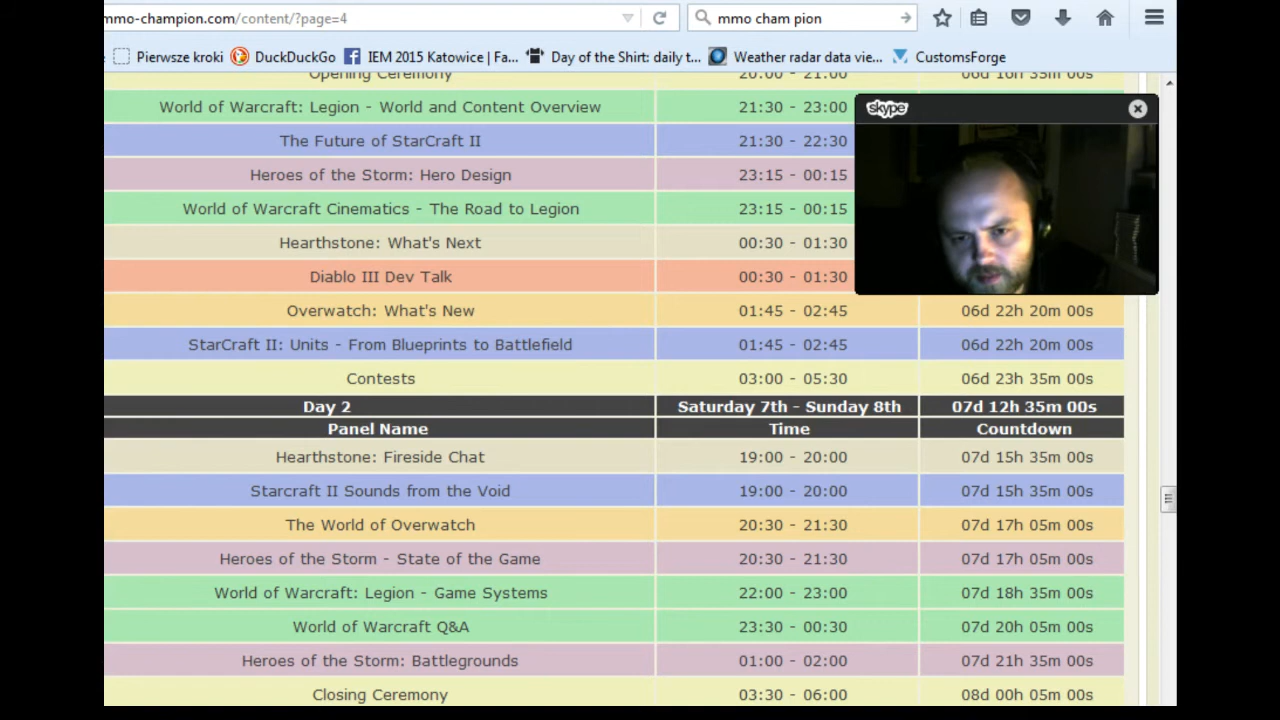 mmo-champion.com/content/?page=4
mmo cham pion
Pierwsze kroki DuckDuckGo IEM 2015 Katowice | Fa... Day of the Shirt: daily t... Weather radar data vie... CustomsForge
Opening Ceremony 20:00 - 21:00 06d 16h 35m 00s
World of Warcraft: Legion - World and Content Overview 21:30 - 23:00
skype
The Future of StarCraft II 21:30 - 22:30
Heroes of the Storm: Hero Design 23:15 - 00:15
World of Warcraft Cinematics - The Road to Legion 23:15 - 00:15
Hearthstone: What's Next 00:30 - 01:30
Diablo III Dev Talk 00:30 - 01:30
Overwatch: What's New 01:45 - 02:45 06d 22h 20m 00s
StarCraft II: Units - From Blueprints to Battlefield 01:45 - 02:45 06d 22h 20m 00s
Contests 03:00 - 05:30 06d 23h 35m 00s
Day 2 Saturday 7th - Sunday 8th 07d 12h 35m 00s
Panel Name Time Countdown
Hearthstone: Fireside Chat 19:00 - 20:00 07d 15h 35m 00s
Starcraft II Sounds from the Void 19:00 - 20:00 07d 15h 35m 00s
The World of Overwatch 20:30 - 21:30 07d 17h 05m 00s
Heroes of the Storm - State of the Game 20:30 - 21:30 07d 17h 05m 00s
World of Warcraft: Legion - Game Systems 22:00 - 23:00 07d 18h 35m 00s
World of Warcraft Q&A 23:30 - 00:30 07d 20h 05m 00s
Heroes of the Storm: Battlegrounds 01:00 - 02:00 07d 21h 35m 00s
Closing Ceremony 03:30 - 06:00 08d 00h 05m 00s